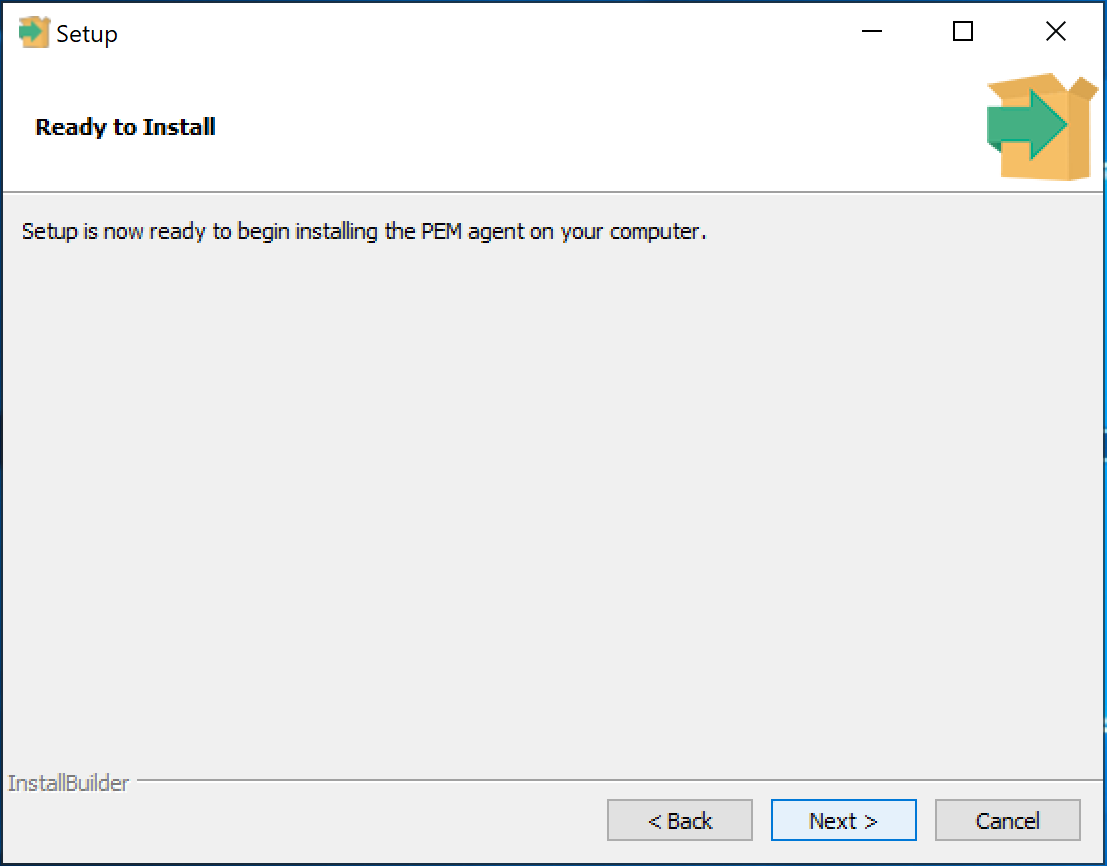 Setup
Ready to Install
Setup is now ready to begin installing the PEM agent on your computer.
InstallBuilder
< Back
Next >
Cancel